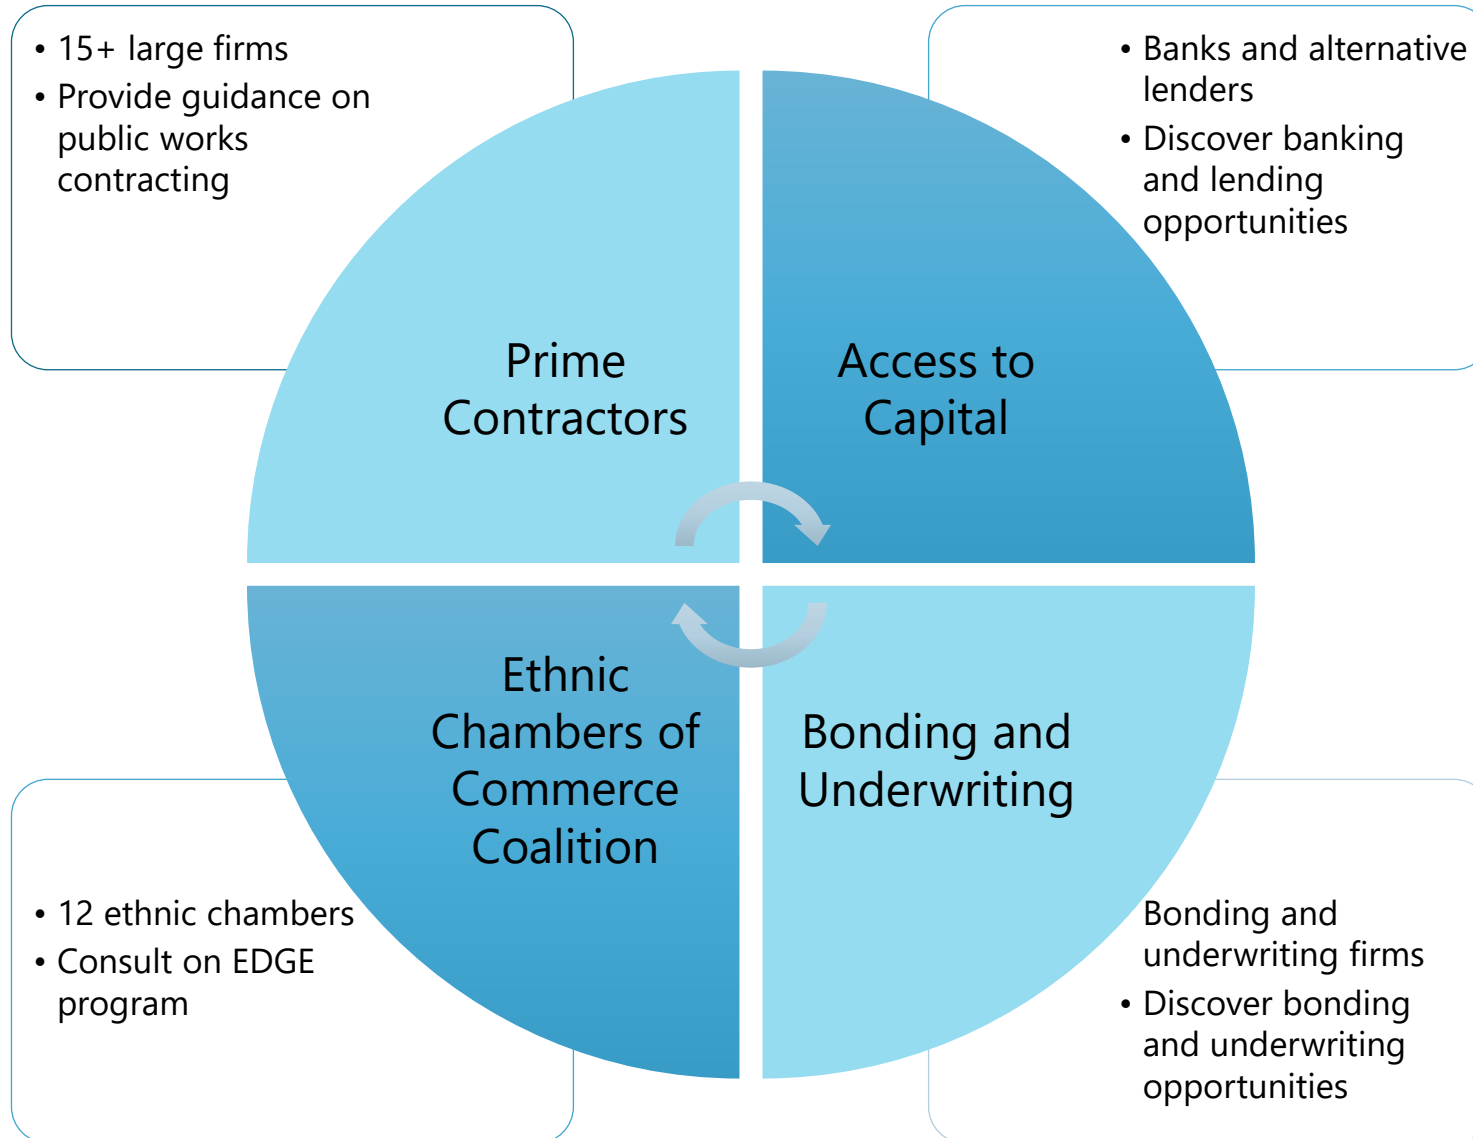 • 15+ large firms
• Provide guidance on
public works
contracting
• Banks and alternative
lenders
• Discover banking
and lending
opportunities
Prime
Contractors
Access to
Capital
Ethnic
Chambers of
Commerce
Coalition
Bonding and
Underwriting
• 12 ethnic chambers
• Consult on EDGE
program
Bonding and
underwriting firms
• Discover bonding
and underwriting
opportunities